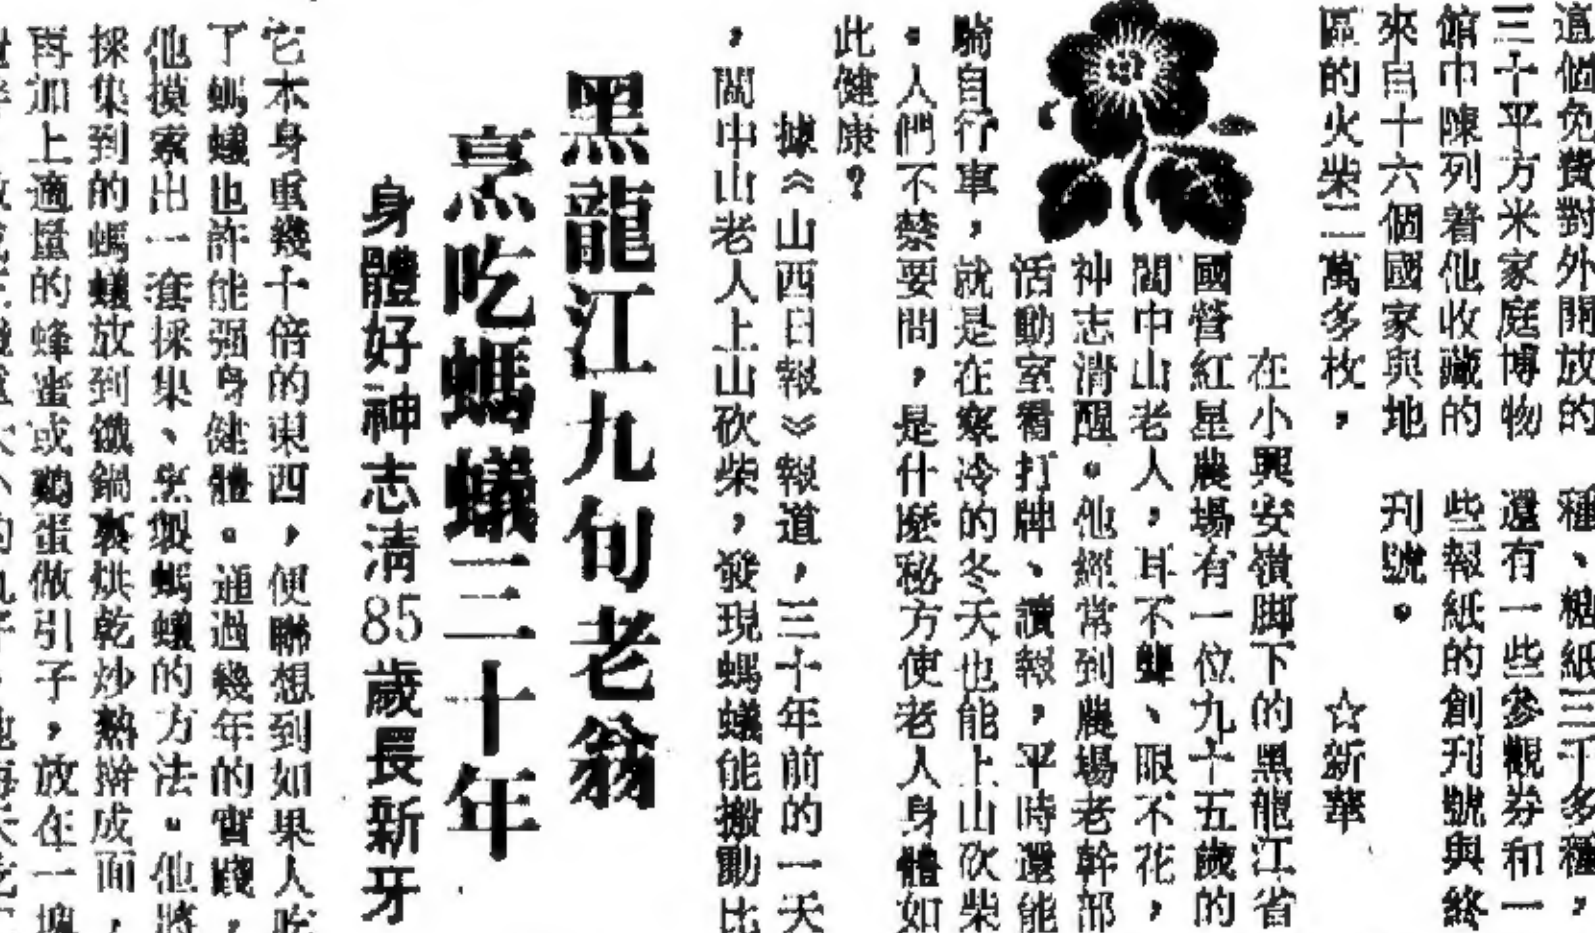 這個免費對外開放的
三十平方米家庭博物
館中陳列着他收藏的
來自十六個國家與地
區的火柴二萬多枚，
種、糖紙三千多種，
還有一些參觀券和一
些報紙的創刊號與終
刊號。
☆新華
黑龍江九旬老翁
烹吃螞蟻三十年
身體好神志清85歲長新牙
在小興安嶺脚下的黑龍江省
國營紅星農場有一位九十五歲的
閻中山老人，耳不聾、眼不花，
神志清醒。他經常到農場老幹部
活動室看打牌、讀報，平時還能
騎自行車，就是在寒冷的冬天也能上山砍柴
。人們不禁要問，是什麼秘方使老人身體如
此健康？
據《山西日報》報道，三十年前的一天
，閻中山老人上山砍柴，發現螞蟻能搬動比
它本身重幾十倍的東西，便聯想到如果人吃
了螞蟻也許能强身健體。通過幾年的實踐，
他摸索出一套採集、烹製螞蟻的方法。他將
採集到的螞蟻放到鐵鍋裏烘乾炒熱擀成面，
再加上適量的蜂蜜或鷄蛋做引子，放在一塊